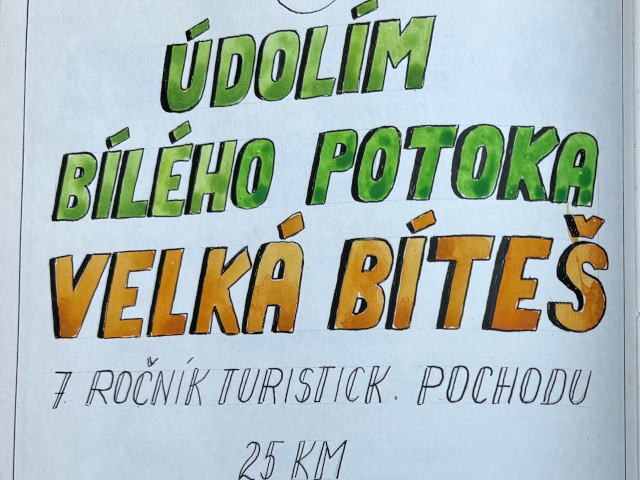 ÚDOLÍM
BÍLÉHO POTOKA
VELKÁ BÍTEŠ
7 ROČNÍK TURISTICK. POCHODU
25 KM